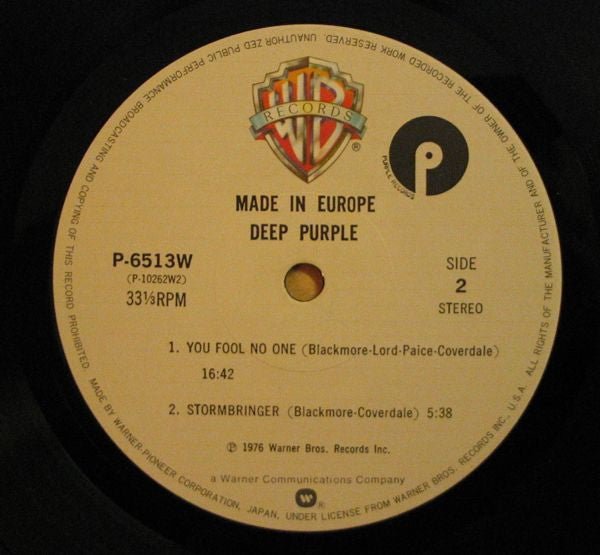 ALL RIGHTS OF THE MANUFACTURER AND OF THE OWNER OF THE RECORDED WORK RESERVED. UNAUTHORIZED PUBLIC PERFORMANCE BROADCASTING AND COPYING OF THIS RECORD PROHIBITED. MADE BY WARNER-PIONEER CORPORATION, JAPAN, UNDER LICENSE FROM WARNER BROS. RECORDS INC., U.S.A.
WB
RECORDS
®
P
PURPLE RECORDS
MADE IN EUROPE
DEEP PURPLE
P-6513W
(P-10262W2)
33⅓RPM
SIDE
2
STEREO
1. YOU FOOL NO ONE (Blackmore-Lord-Paice-Coverdale)
16:42
2. STORMBRINGER (Blackmore-Coverdale) 5:38
℗ 1976 Warner Bros. Records Inc.
a Warner Communications Company
W ®